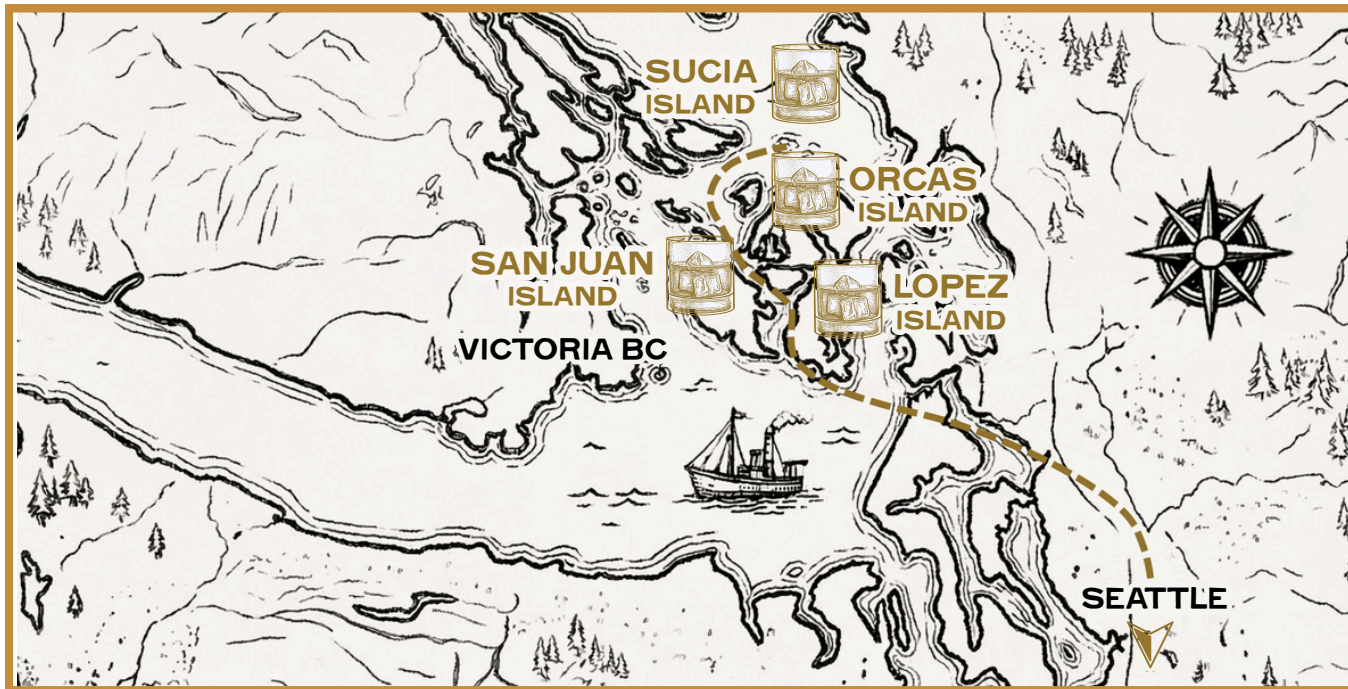 SUCIA
ISLAND
ORCAS
ISLAND
SAN JUAN
ISLAND
LOPEZ
ISLAND
VICTORIA BC
SEATTLE